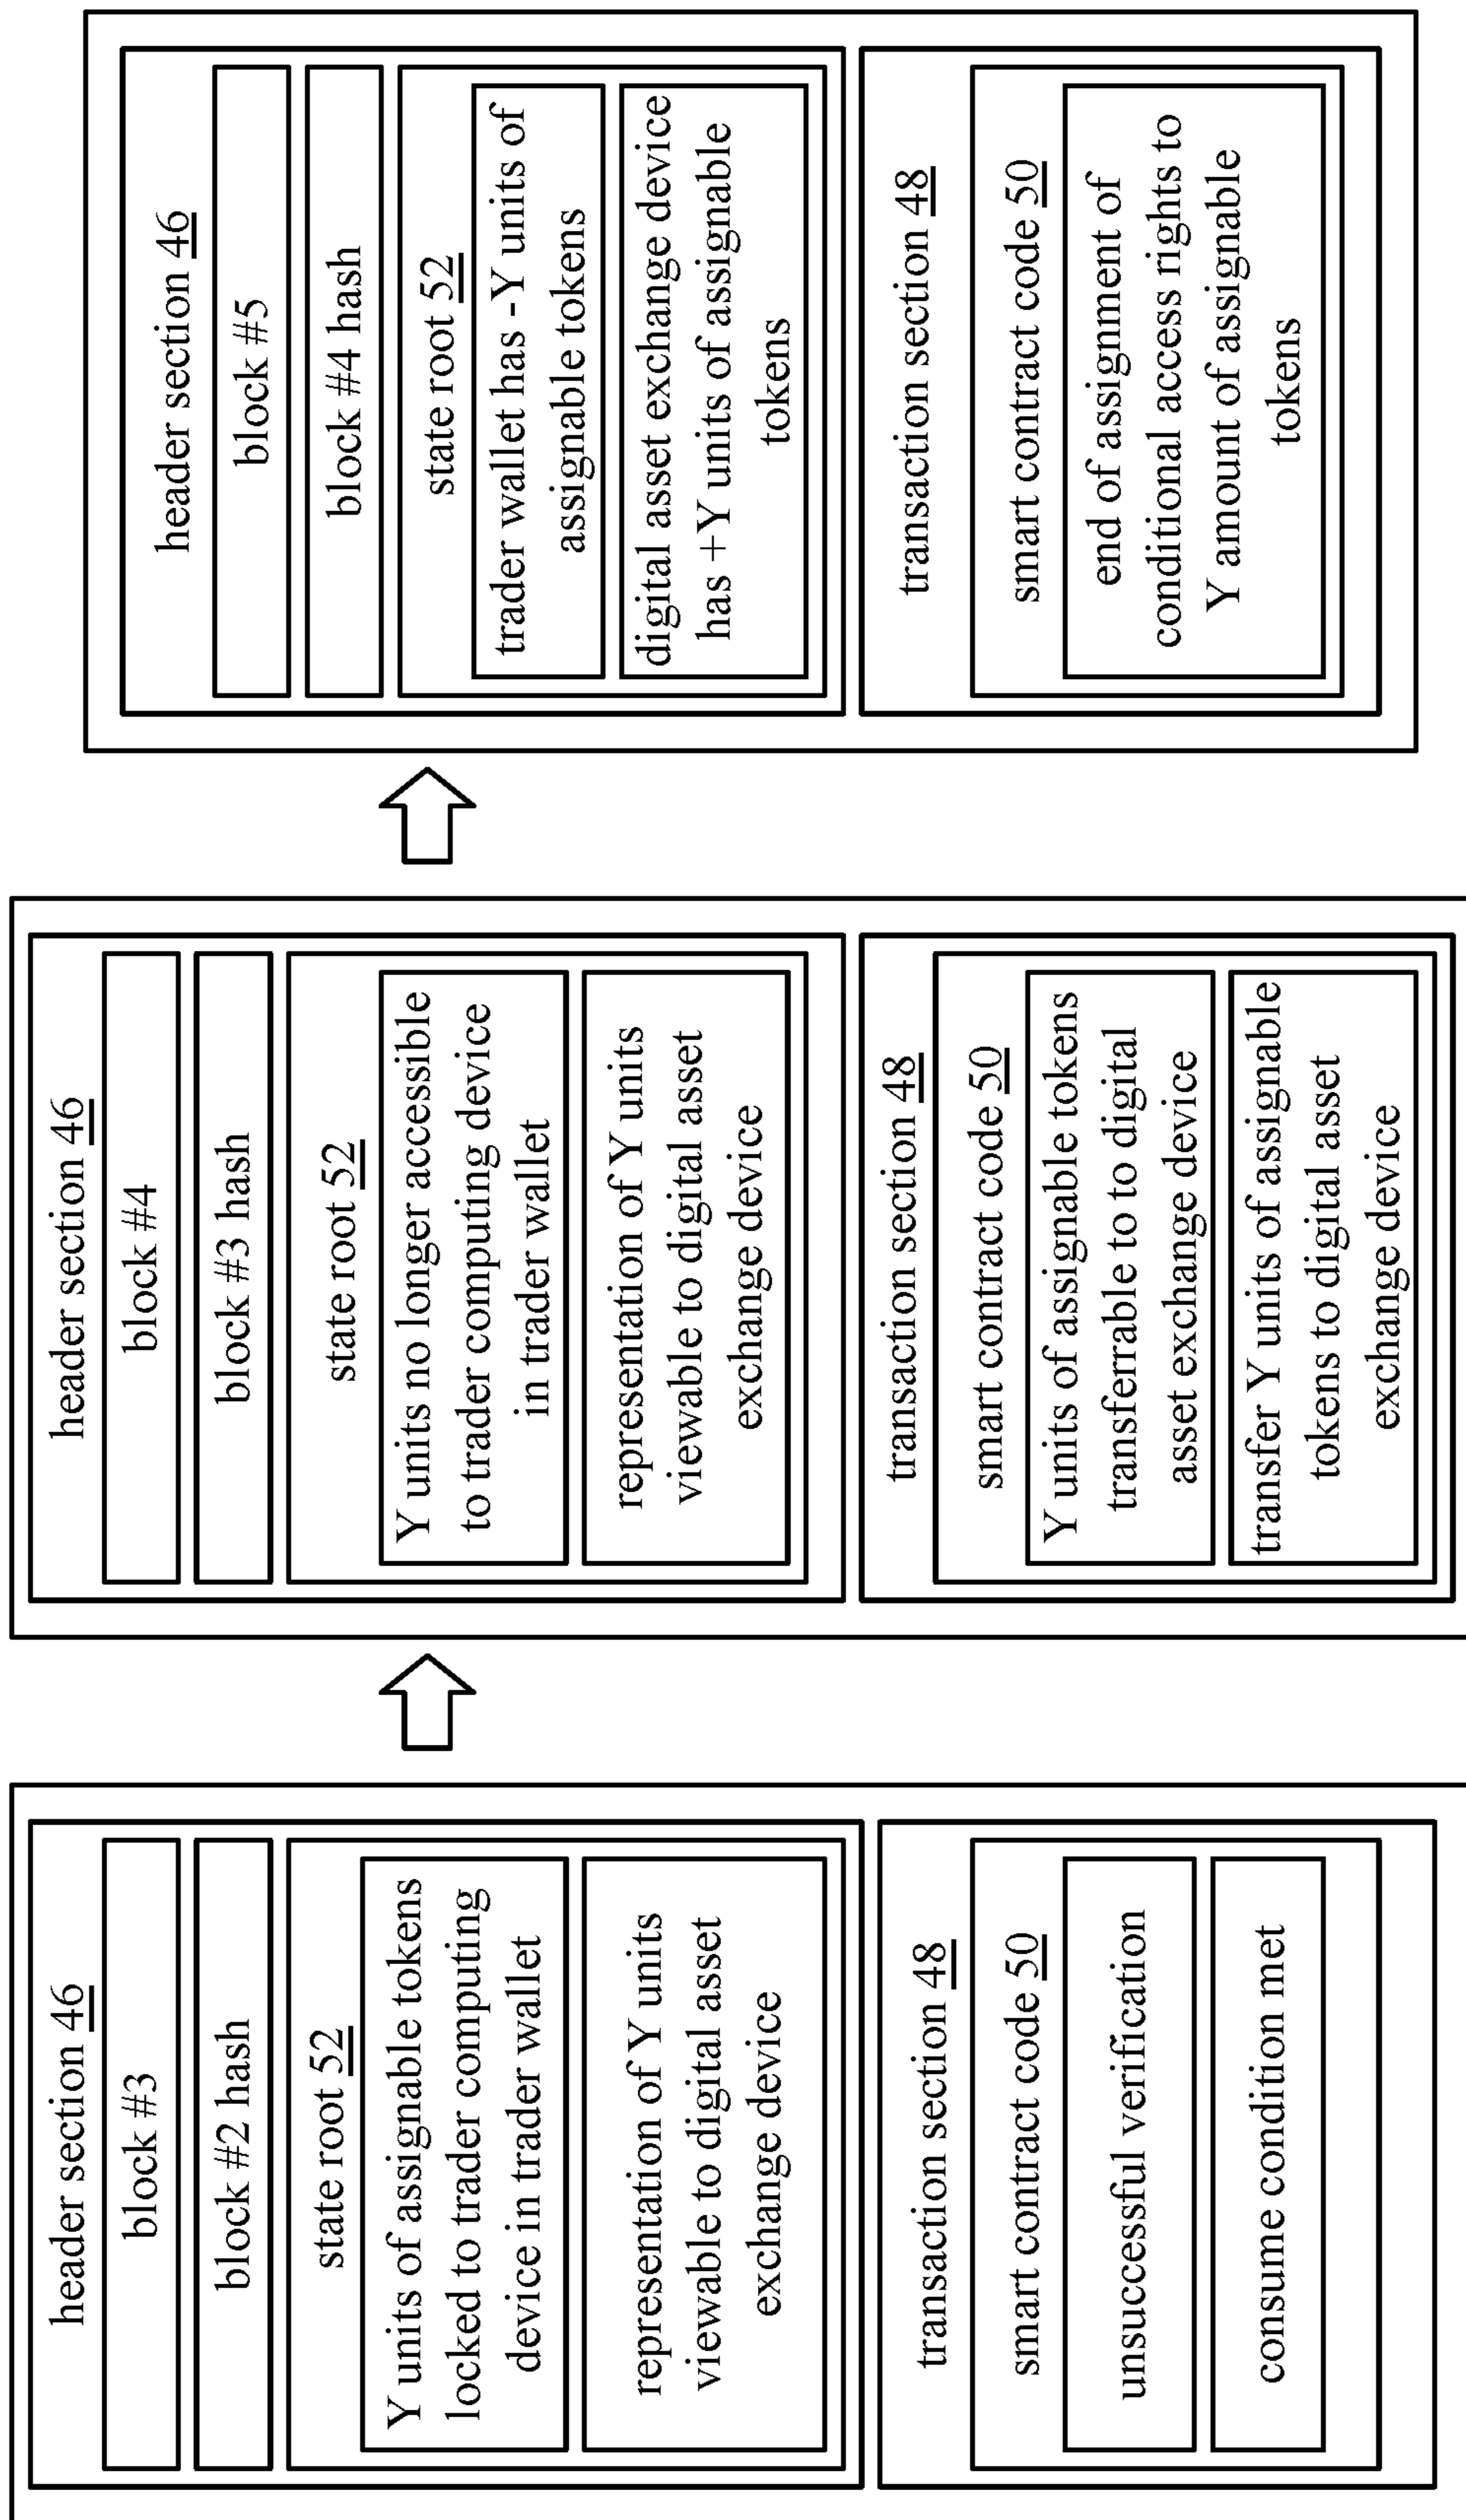 header section 46
block #3
block #2 hash
state root 52
Y units of assignable tokens
locked to trader computing
device in trader wallet
representation of Y units
viewable to digital asset
exchange device
transaction section 48
smart contract code 50
unsuccessful verification
consume condition met
header section 46
block #4
block #3 hash
state root 52
Y units no longer accessible
to trader computing device
in trader wallet
representation of Y units
viewable to digital asset
exchange device
transaction section 48
smart contract code 50
Y units of assignable tokens
transferrable to to digital
asset exchange device
transfer Y units of assignable
tokens to digital asset
exchange device
header section 46
block #5
block #4 hash
state root 52
trader wallet has -Y units of
assignable tokens
digital asset exchange device
has +Y units of assignable
tokens
transaction section 48
smart contract code 50
end of assignment of
conditional access rights to
Y amount of assignable
tokens